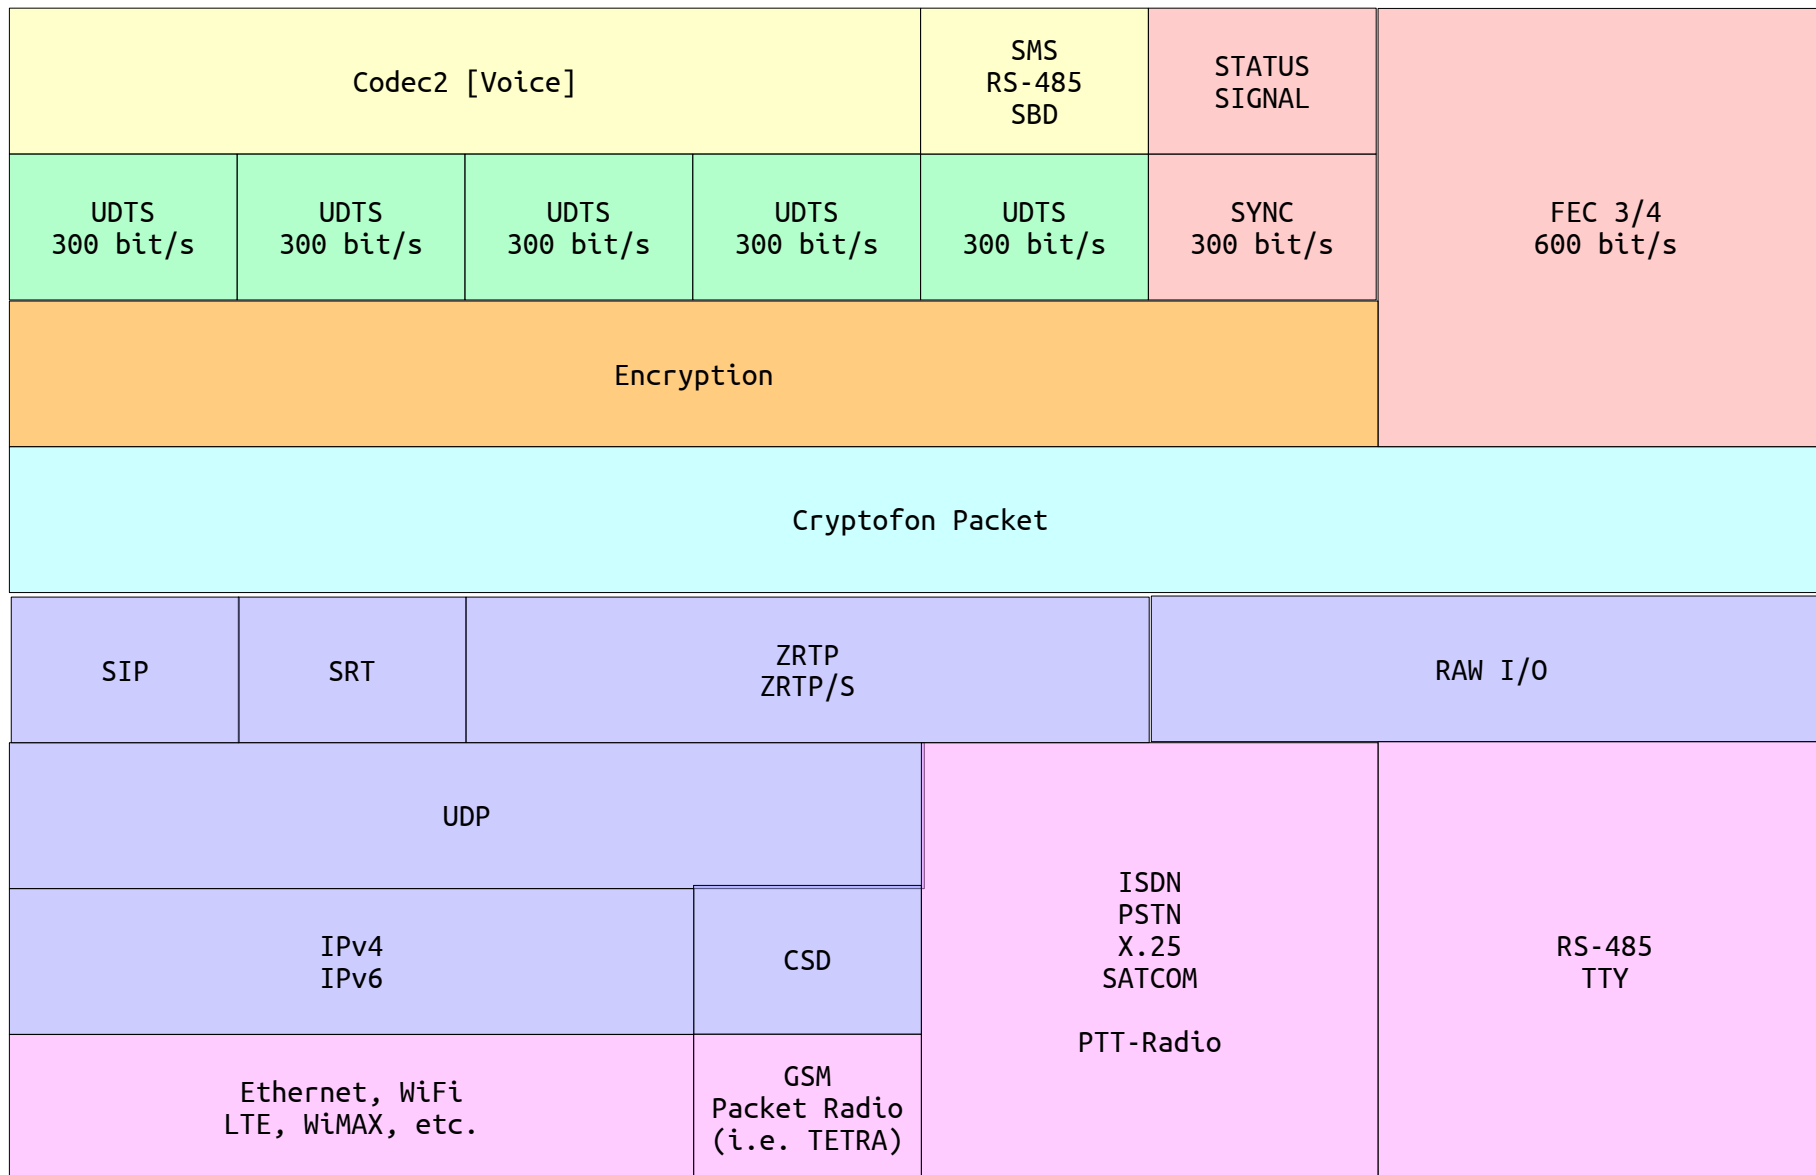 Codec2 [Voice]
SMS
RS-485
SBD
STATUS
SIGNAL
UDTS
300 bit/s
UDTS
300 bit/s
UDTS
300 bit/s
UDTS
300 bit/s
UDTS
300 bit/s
SYNC
300 bit/s
FEC 3/4
600 bit/s
Encryption
Cryptofon Packet
SIP
SRT
ZRTP
ZRTP/S
RAW I/O
UDP
IPv4
IPv6
CSD
ISDN
PSTN
X.25
SATCOM
PTT-Radio
RS-485
TTY
Ethernet, WiFi
LTE, WiMAX, etc.
GSM
Packet Radio
(i.e. TETRA)